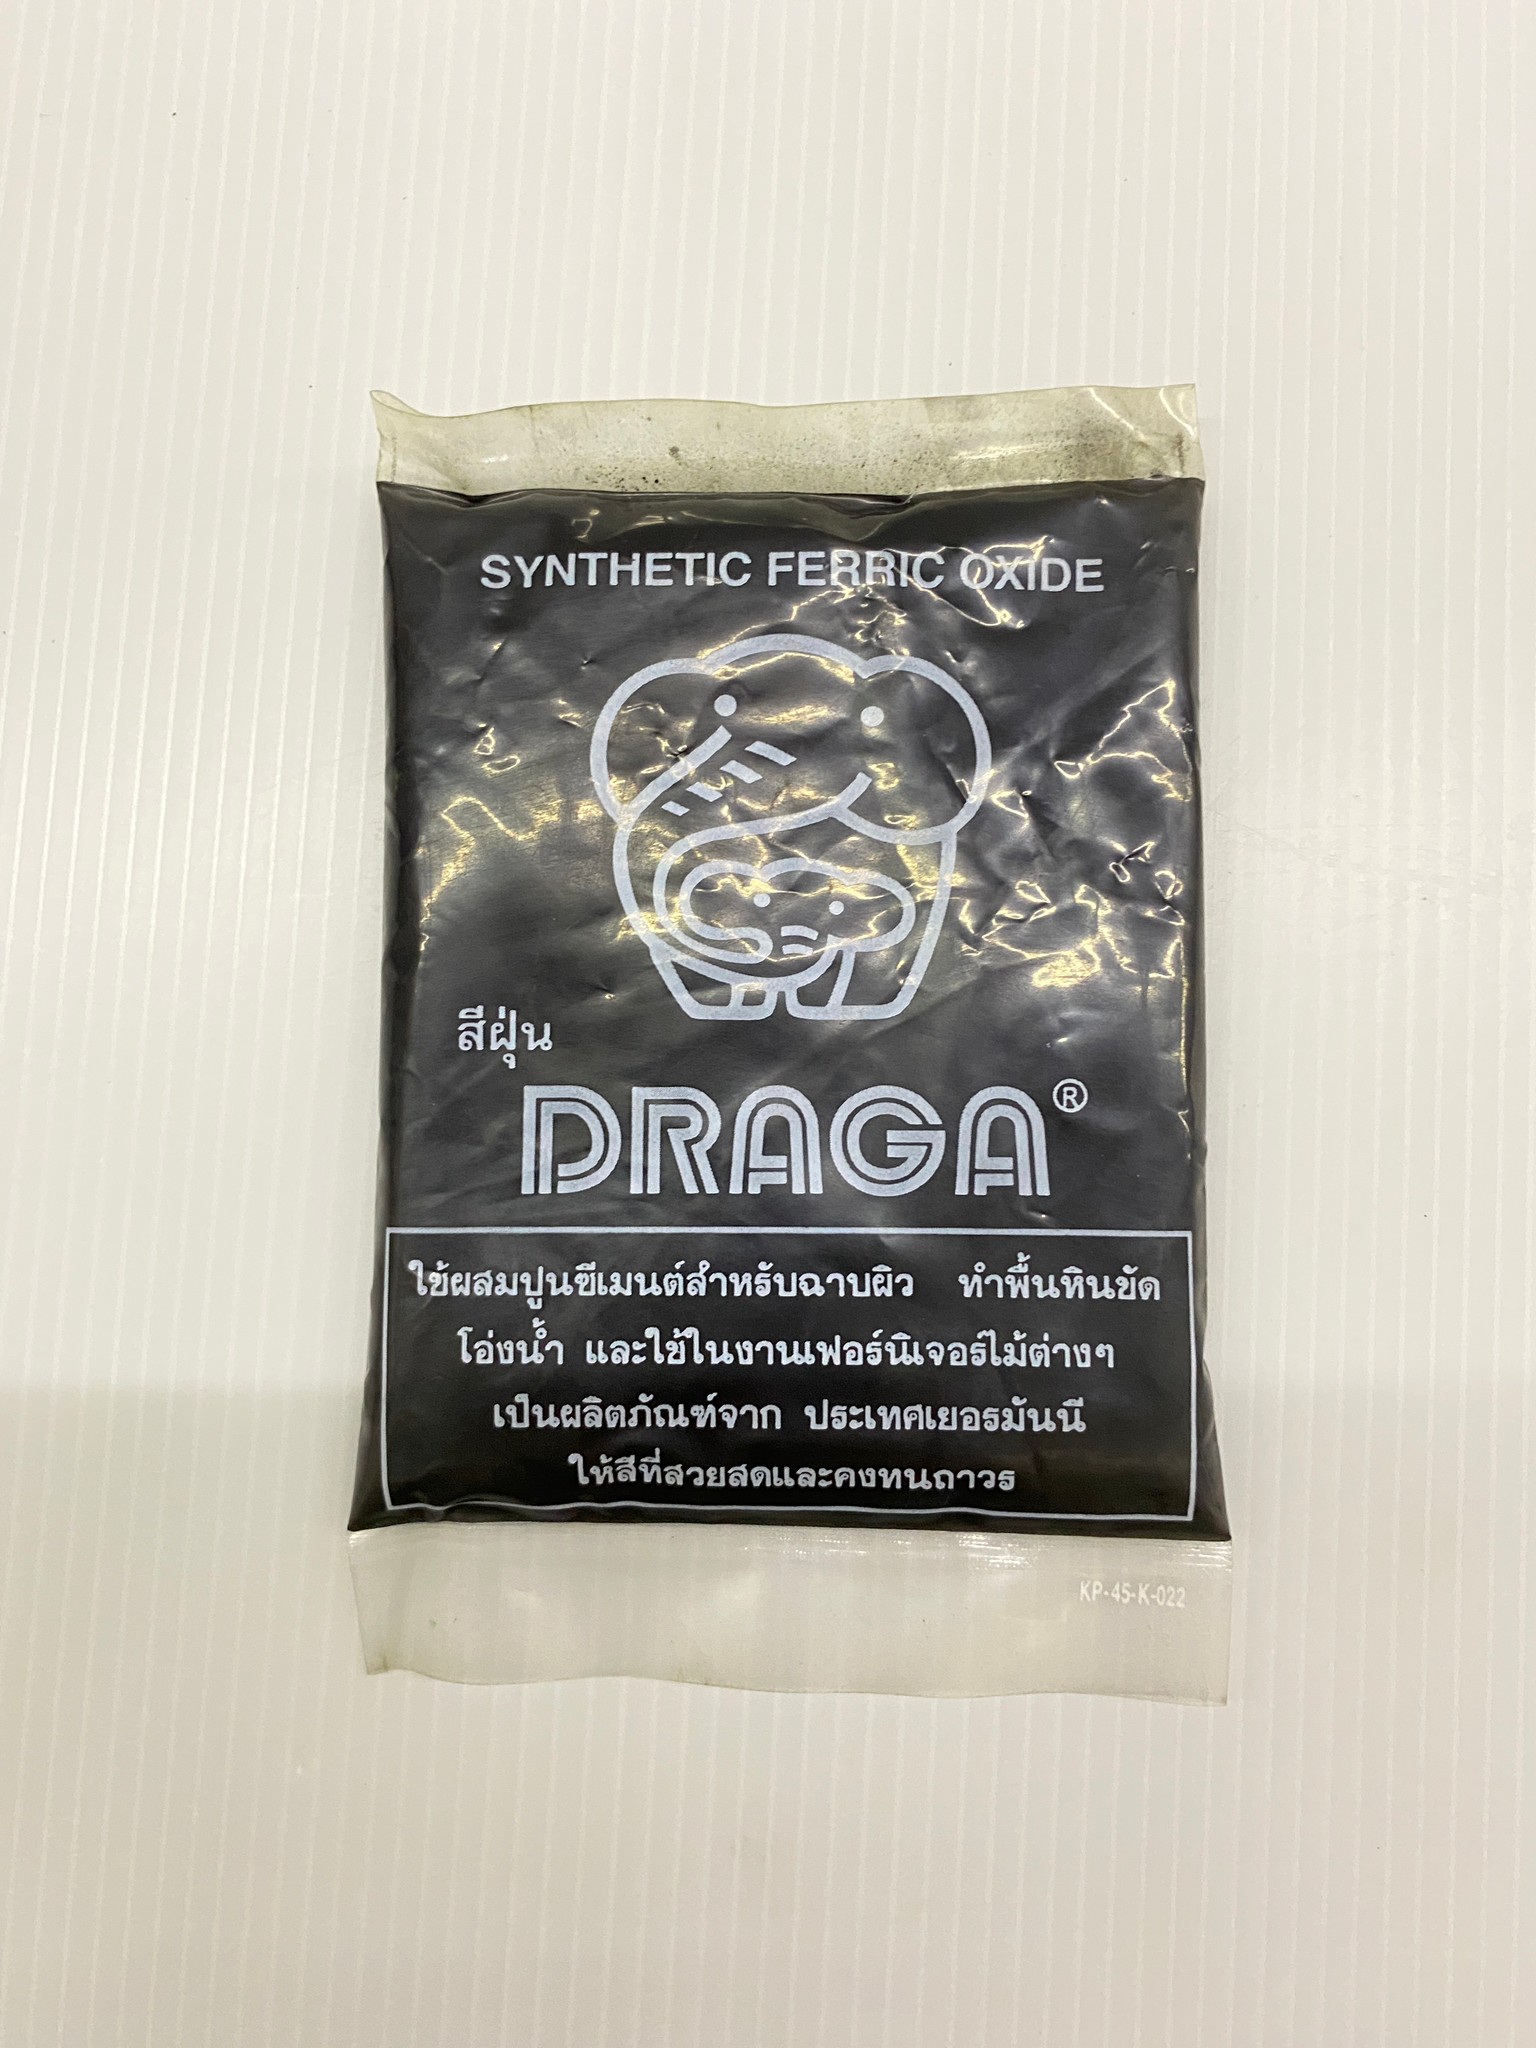 SYNTHETIC FERRIC OXIDE
สีฝุ่น
DRAGA®
ใช้ผสมปูนซีเมนต์สำหรับฉาบผิว ทำพื้นหินขัด
โอ่งน้ำ และใช้ในงานเฟอร์นิเจอร์ไม้ต่างๆ
เป็นผลิตภัณฑ์จาก ประเทศเยอรมันนี
ให้สีที่สวยสดและคงทนถาวร
KP-45-K-022